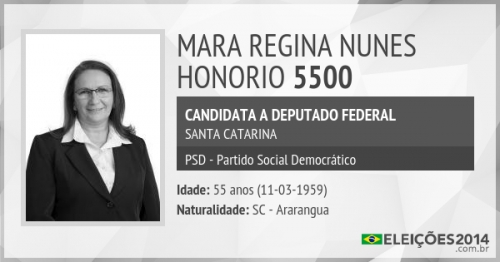 MARA REGINA NUNES
HONORIO 5500
CANDIDATA A DEPUTADO FEDERAL
SANTA CATARINA
PSD - Partido Social Democrático
Idade: 55 anos (11-03-1959)
Naturalidade: SC - Ararangua
ELEIÇÕES2014
.com.br